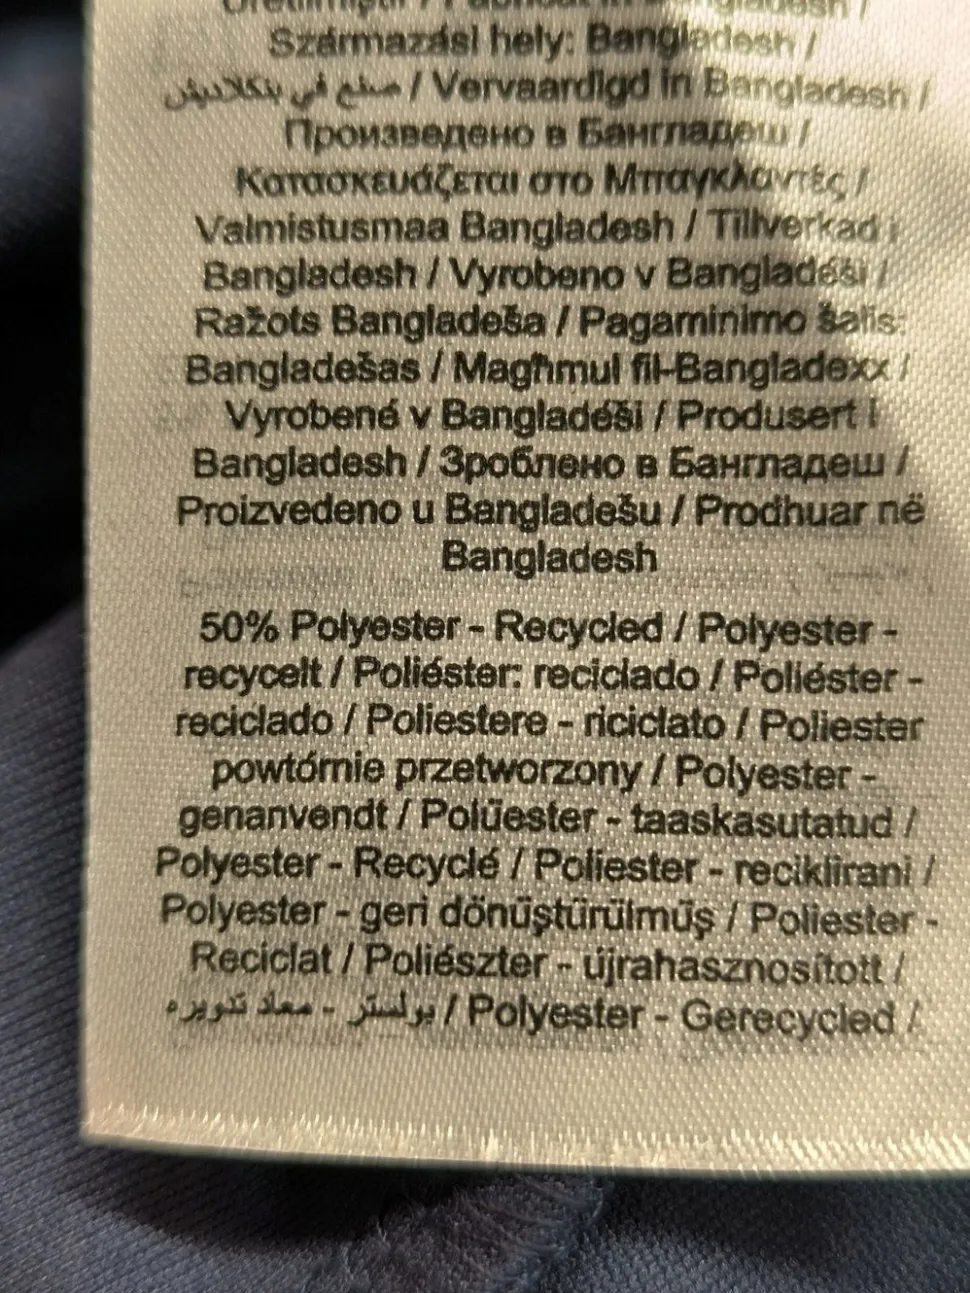 Származási hely: Bangladesh /
صنع في بنكلاديش / Vervaardigd in Bangladesh /
Произведено в Бангладеш /
Κατασκευάζεται στο Μπαγκλαντές /
Valmistusmaa Bangladesh / Tillverkad i
Bangladesh / Vyrobeno v Bangladéši /
Ražots Bangladeša / Pagaminimo šalis:
Bangladešas / Magħmul fil-Bangladexx /
Vyrobené v Bangladéši / Produsert i
Bangladesh / Зроблено в Бангладеш /
Proizvedeno u Bangladešu / Prodhuar në
Bangladesh
50% Polyester - Recycled / Polyester -
recycelt / Poliéster: reciclado / Poliéster -
reciclado / Poliestere - riciclato / Poliester
powtórnie przetworzony / Polyester -
genanvendt / Polüester - taaskasutatud /
Polyester - Recyclé / Poliester - reciklirani /
Polyester - geri dönüştürülmüş / Poliester -
Reciclat / Poliészter - újrahasznosított /
بولستر - معاد تدويره / Polyester - Gerecycled /